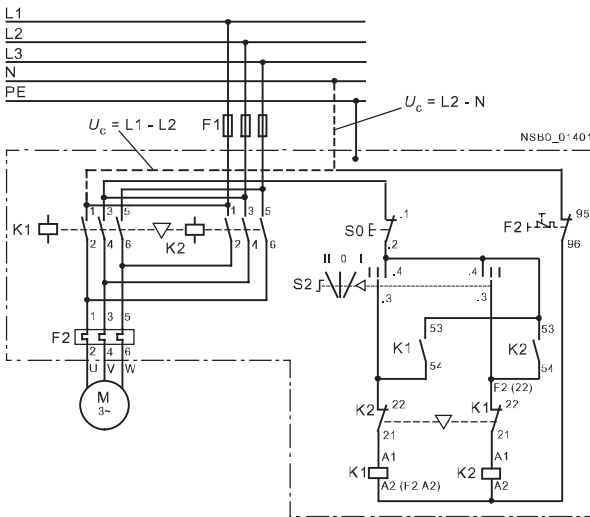 L1
L2
L3
N
PE
Uc = L1 - L2
F1
Uc = L2 - N
NSB0_01401
1 3 5
1 3 5
K1
K2
2 4 6
2 4 6
S0
.1
.2
F2
95
96
II 0 I
S2
.4
.3
.4
.3
1 3 5
F2
2 4 6
U V W
M
3~
K1
53
54
K2
53
54
F2 (22)
K2
22
21
K1
22
21
K1
A1
A2 (F2 A2)
K2
A1
A2